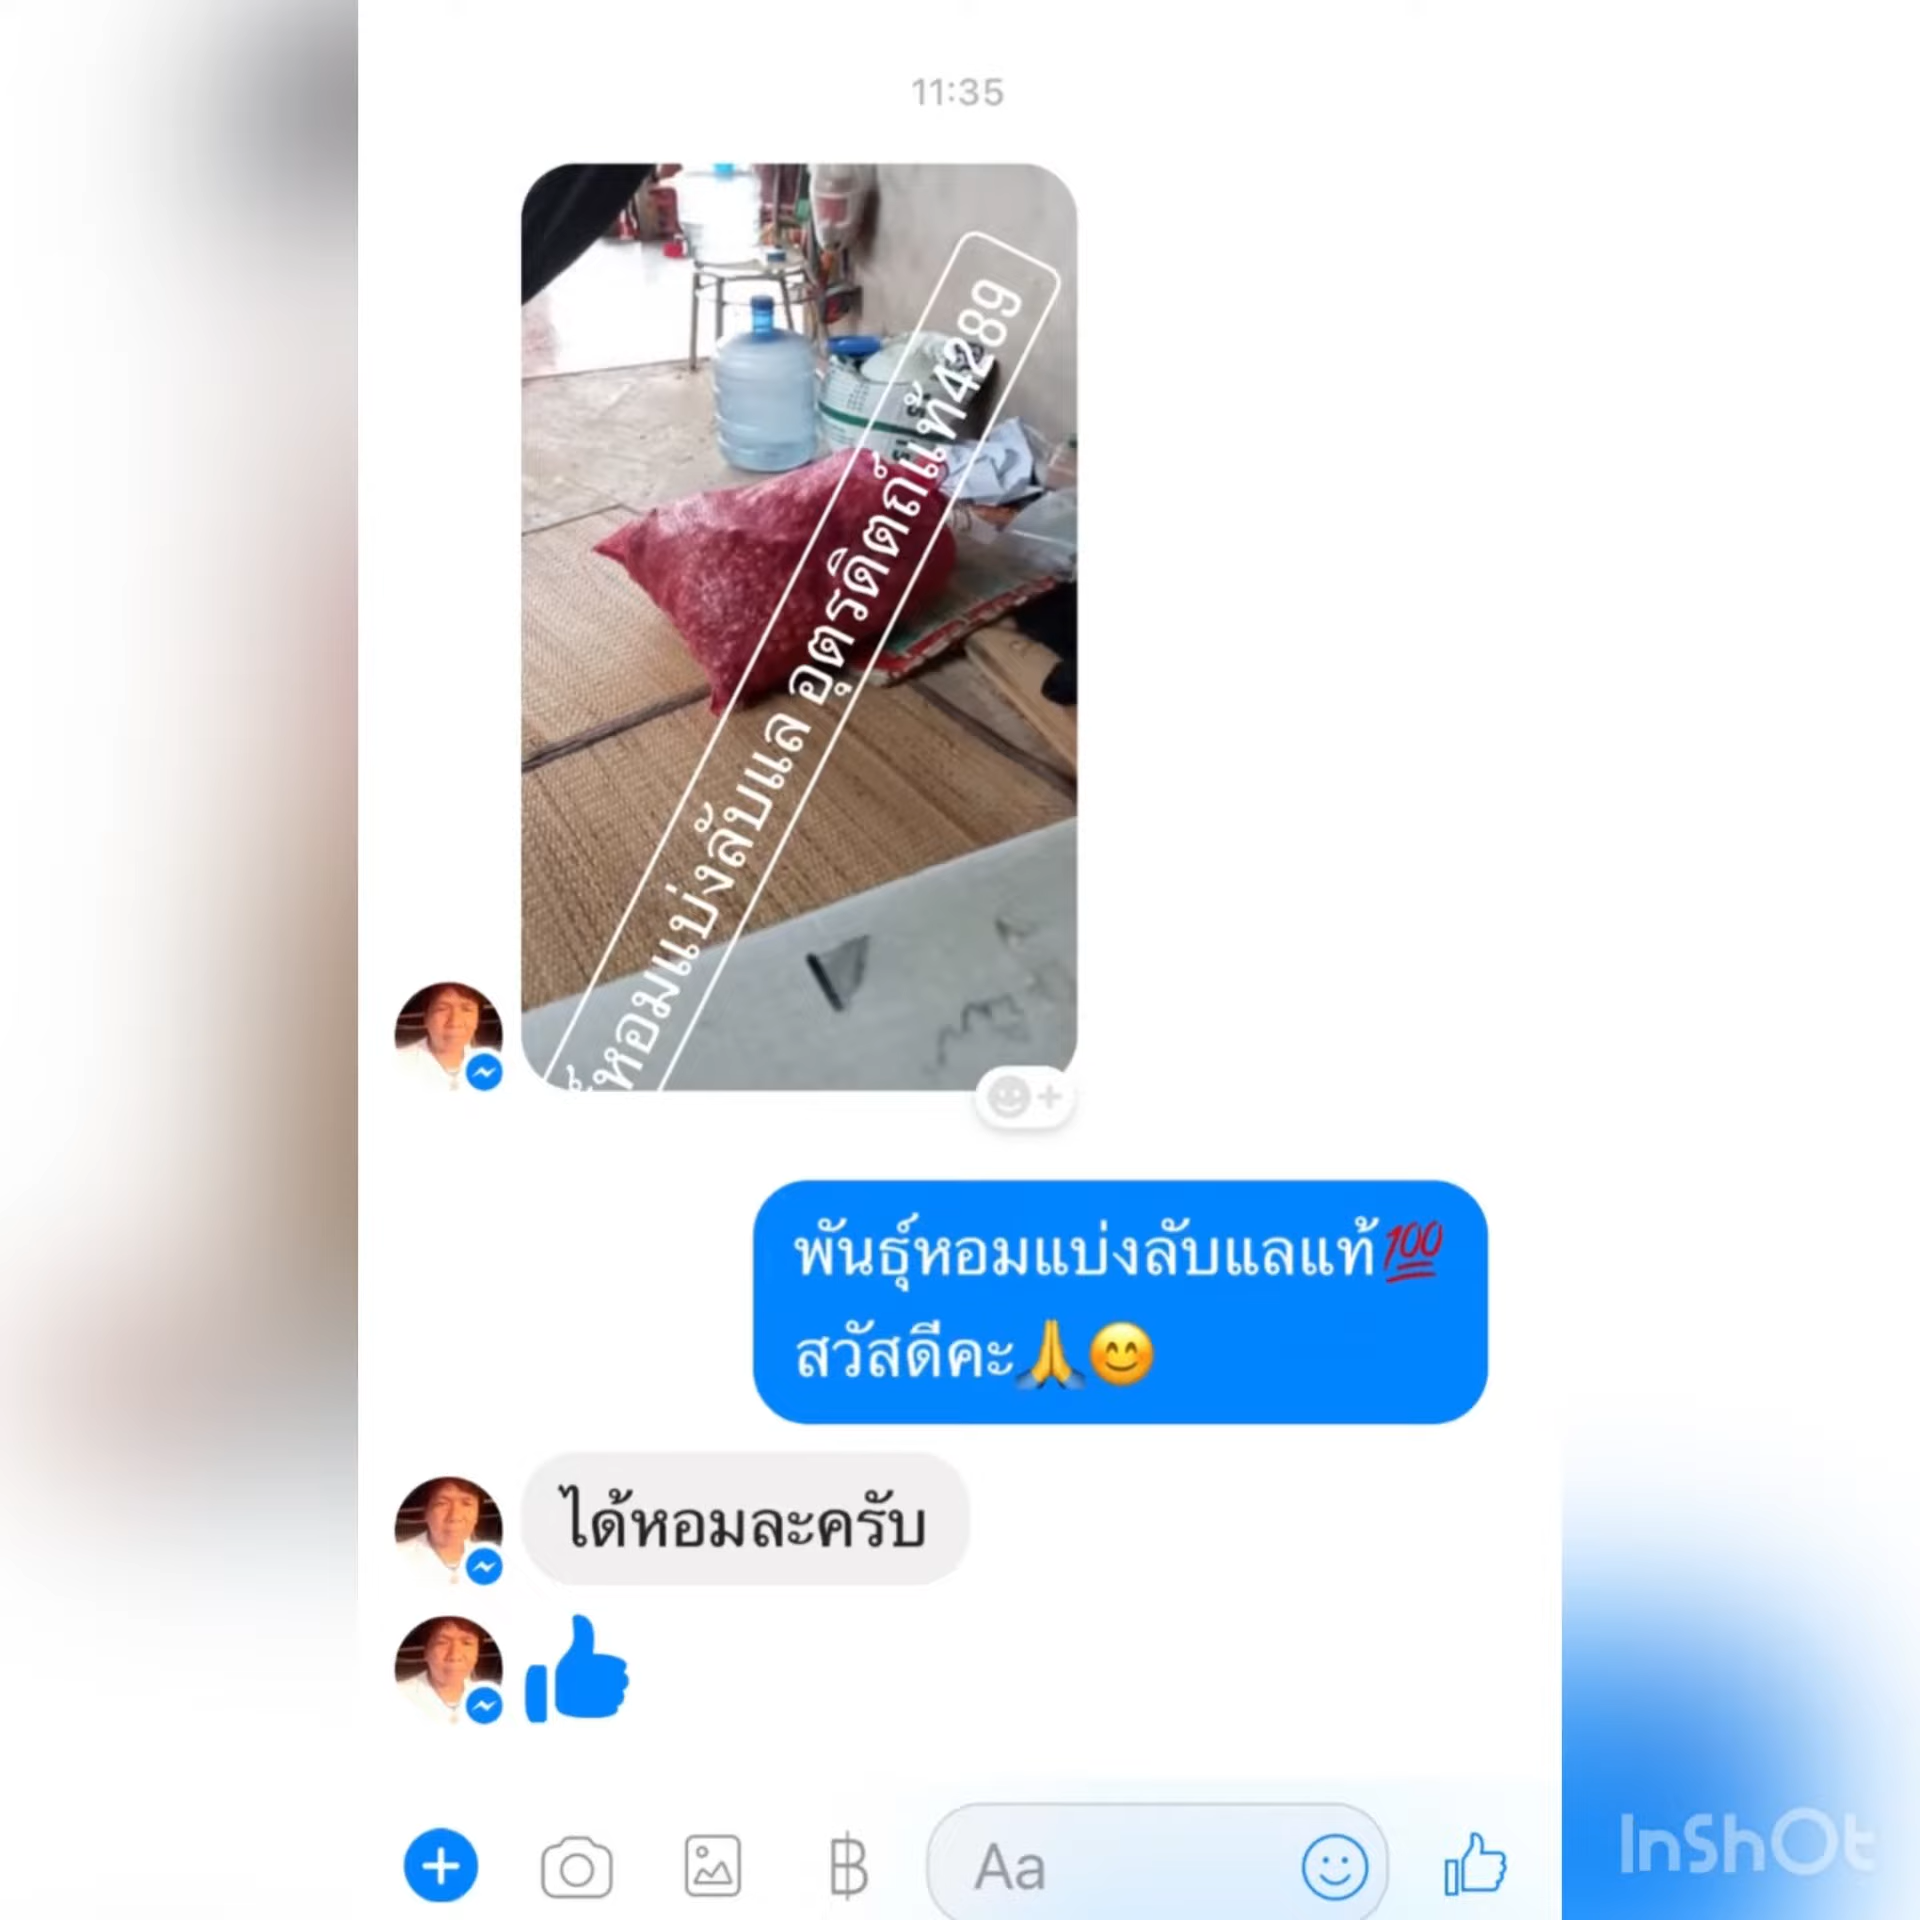 11:35
หอมแบ่งลับแล อุตรดิตถ์แท้4289
พันธุ์หอมแบ่งลับแลแท้💯
สวัสดีคะ🙏😊
ได้หอมละครับ
Aa
InShOt